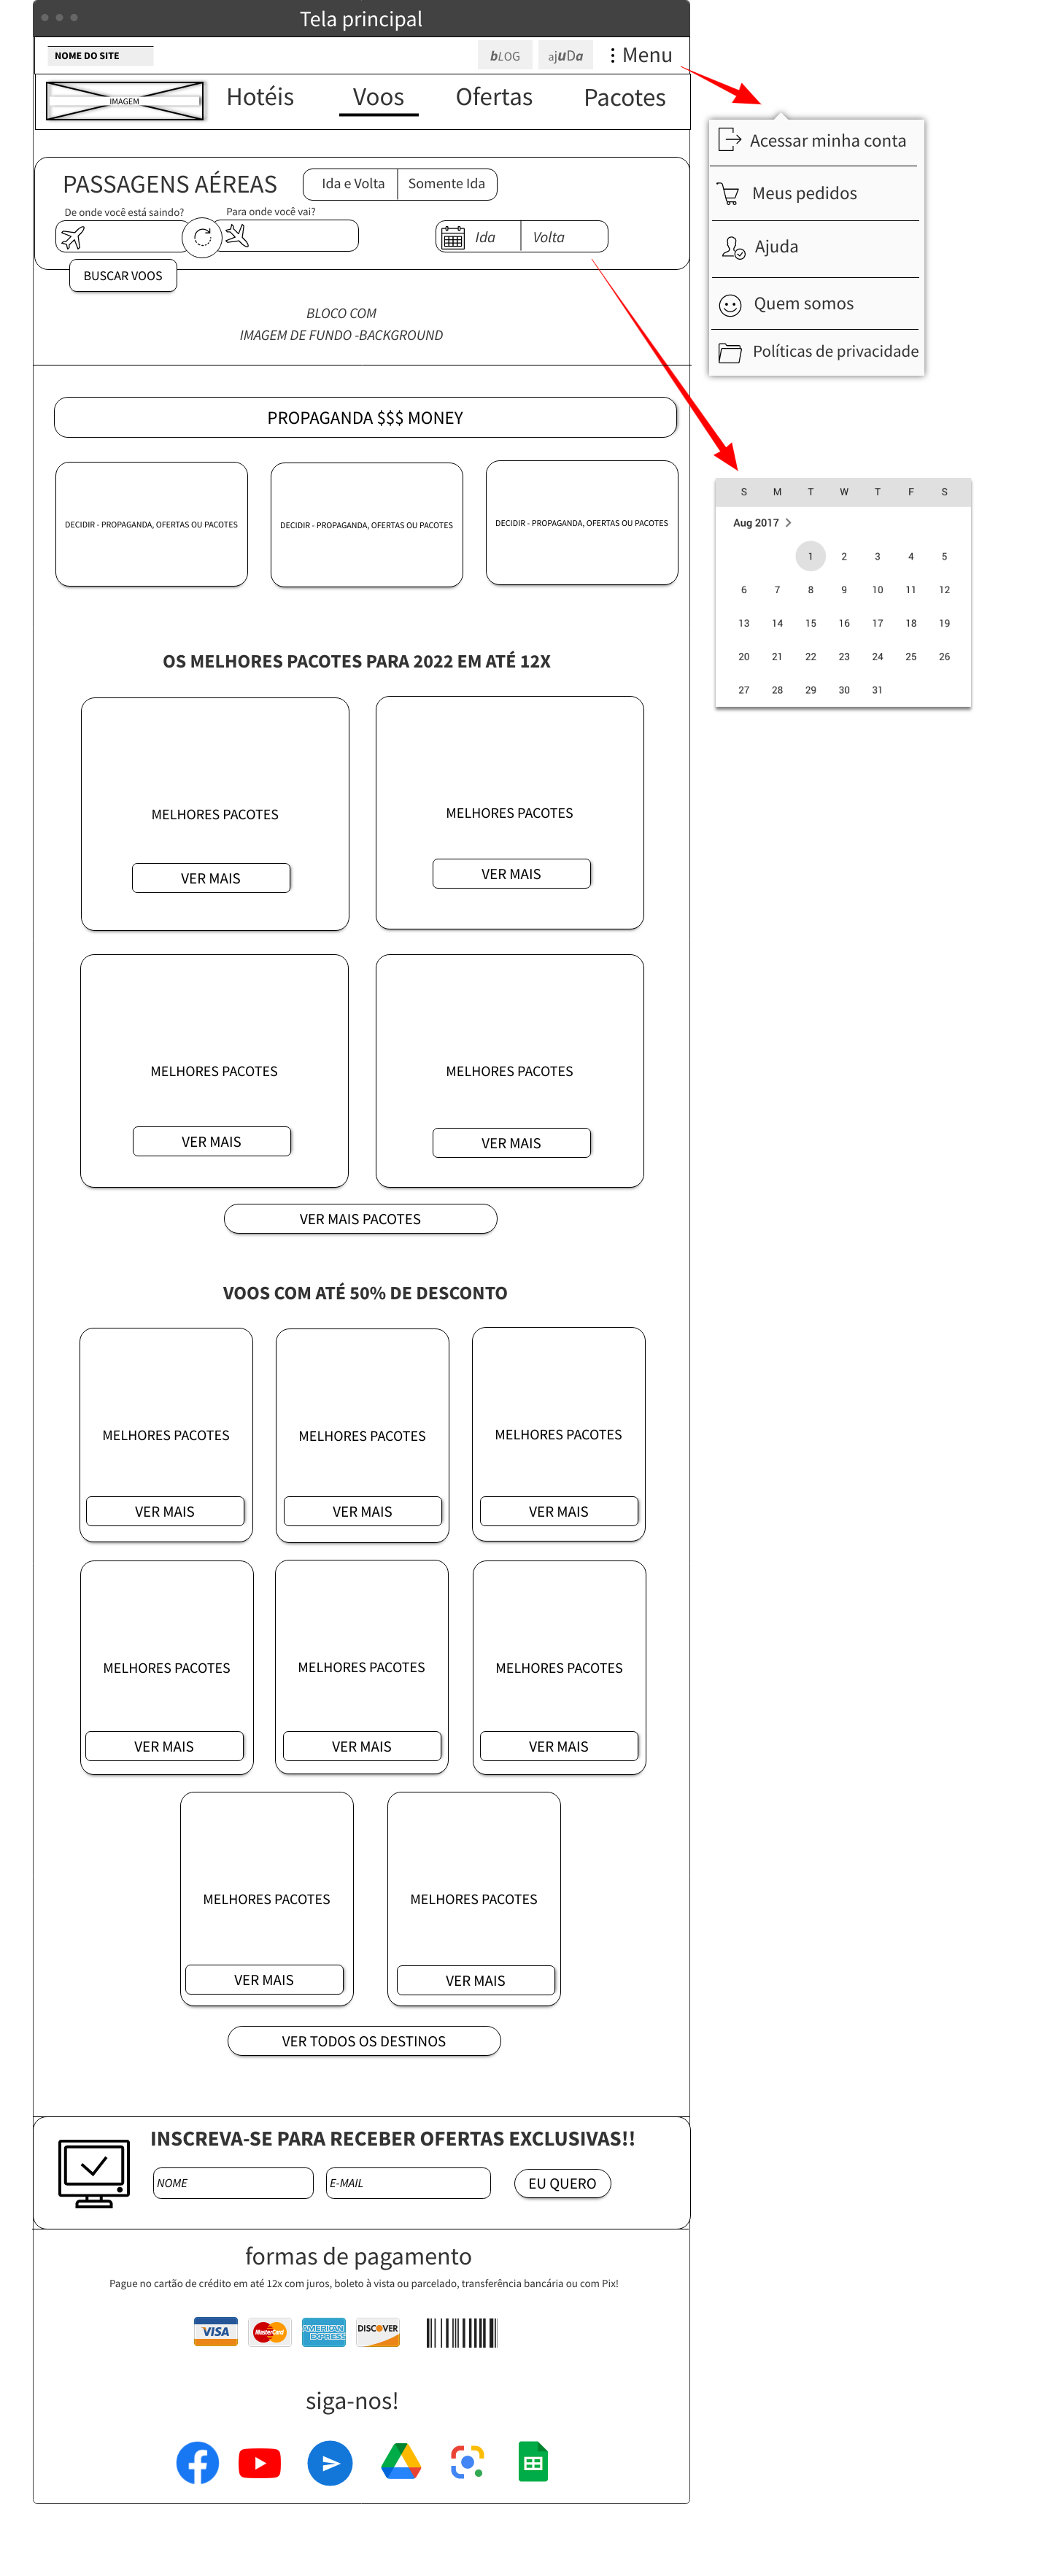 Tela principal
NOME DO SITE
bLOG
ajuDa
Menu
IMAGEM
Hotéis
Voos
Ofertas
Pacotes
Acessar minha conta
Meus pedidos
Ajuda
Quem somos
Políticas de privacidade
PASSAGENS AÉREAS
Ida e Volta
Somente Ida
De onde você está saindo?
Para onde você vai?
Ida
Volta
BUSCAR VOOS
BLOCO COM
IMAGEM DE FUNDO -BACKGROUND
PROPAGANDA $$$ MONEY
DECIDIR - PROPAGANDA, OFERTAS OU PACOTES
DECIDIR - PROPAGANDA, OFERTAS OU PACOTES
DECIDIR - PROPAGANDA, OFERTAS OU PACOTES
S M T W T F S
Aug 2017
1 2 3 4 5
6 7 8 9 10 11 12
13 14 15 16 17 18 19
20 21 22 23 24 25 26
27 28 29 30 31
OS MELHORES PACOTES PARA 2022 EM ATÉ 12X
MELHORES PACOTES
VER MAIS
MELHORES PACOTES
VER MAIS
MELHORES PACOTES
VER MAIS
MELHORES PACOTES
VER MAIS
VER MAIS PACOTES
VOOS COM ATÉ 50% DE DESCONTO
MELHORES PACOTES
VER MAIS
MELHORES PACOTES
VER MAIS
MELHORES PACOTES
VER MAIS
MELHORES PACOTES
VER MAIS
MELHORES PACOTES
VER MAIS
MELHORES PACOTES
VER MAIS
MELHORES PACOTES
VER MAIS
MELHORES PACOTES
VER MAIS
VER TODOS OS DESTINOS
INSCREVA-SE PARA RECEBER OFERTAS EXCLUSIVAS!!
NOME
E-MAIL
EU QUERO
formas de pagamento
Pague no cartão de crédito em até 12x com juros, boleto à vista ou parcelado, transferência bancária ou com Pix!
VISA
MasterCard
AMERICAN EXPRESS
DISCOVER
siga-nos!